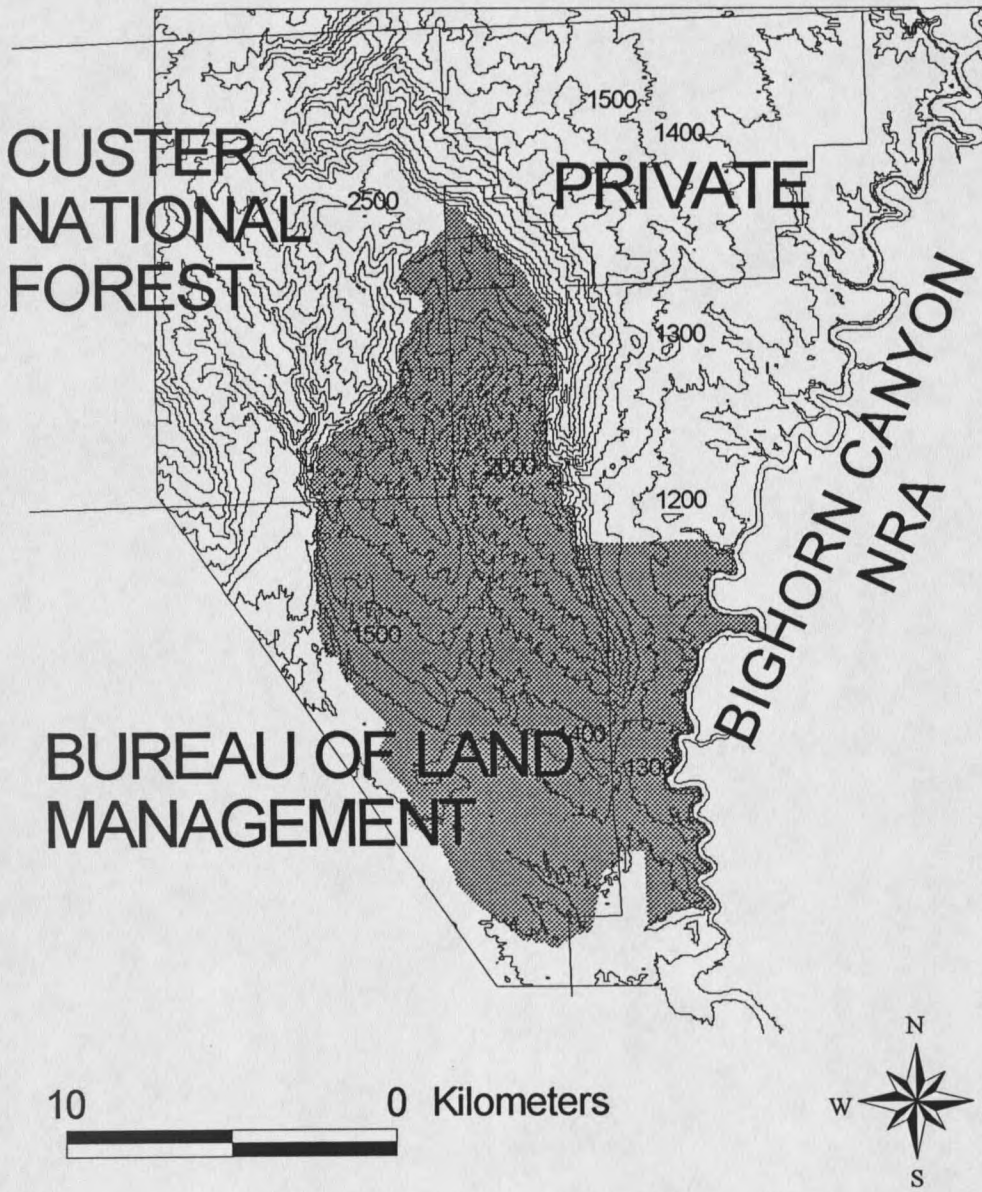 1500
1400
CUSTER
NATIONAL
FOREST
PRIVATE
2500
1300
2000
1200
BIGHORN CANYON
NRA
1500
BUREAU OF LAND
MANAGEMENT
1300
10 0 Kilometers
N
W
S